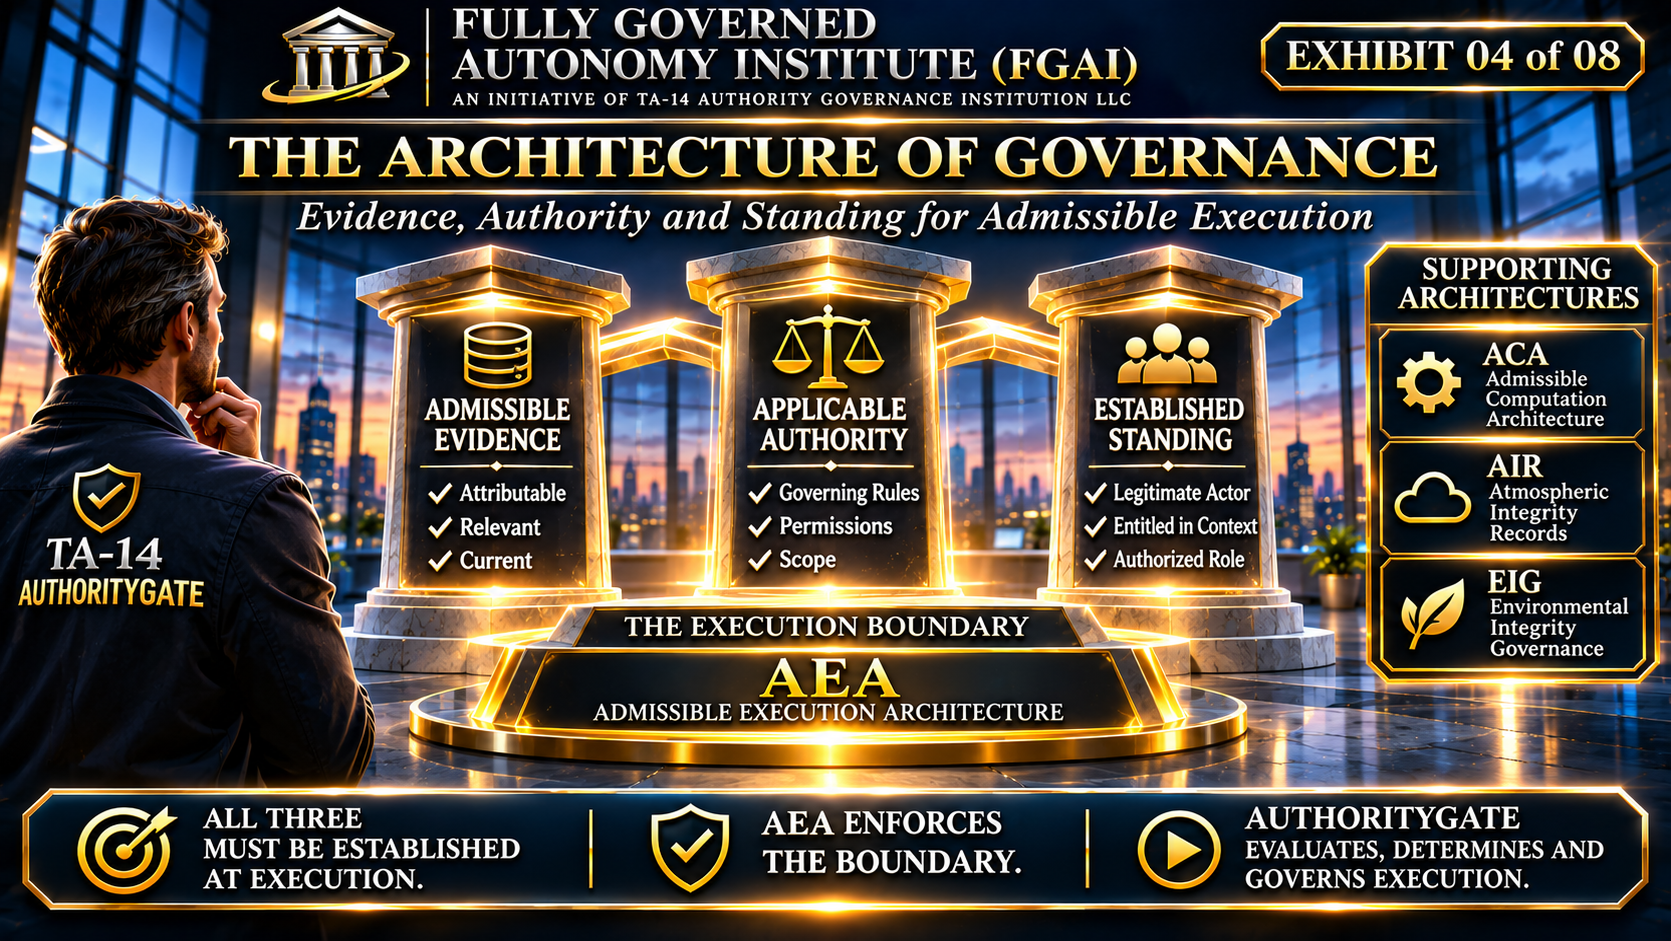 FULLY GOVERNED
AUTONOMY INSTITUTE (FGAI)
AN INITIATIVE OF TA-14 AUTHORITY GOVERNANCE INSTITUTION LLC
EXHIBIT 04 of 08
THE ARCHITECTURE OF GOVERNANCE
Evidence, Authority and Standing for Admissible Execution
ADMISSIBLE
EVIDENCE
Attributable
Relevant
Current
APPLICABLE
AUTHORITY
Governing Rules
Permissions
Scope
ESTABLISHED
STANDING
Legitimate Actor
Entitled in Context
Authorized Role
SUPPORTING
ARCHITECTURES
ACA
Admissible
Computation
Architecture
AIR
Atmospheric
Integrity
Records
EIG
Environmental
Integrity
Governance
TA-14
AUTHORITYGATE
THE EXECUTION BOUNDARY
AEA
ADMISSIBLE EXECUTION ARCHITECTURE
ALL THREE
MUST BE ESTABLISHED
AT EXECUTION.
AEA ENFORCES
THE BOUNDARY.
AUTHORITYGATE
EVALUATES, DETERMINES AND
GOVERNS EXECUTION.